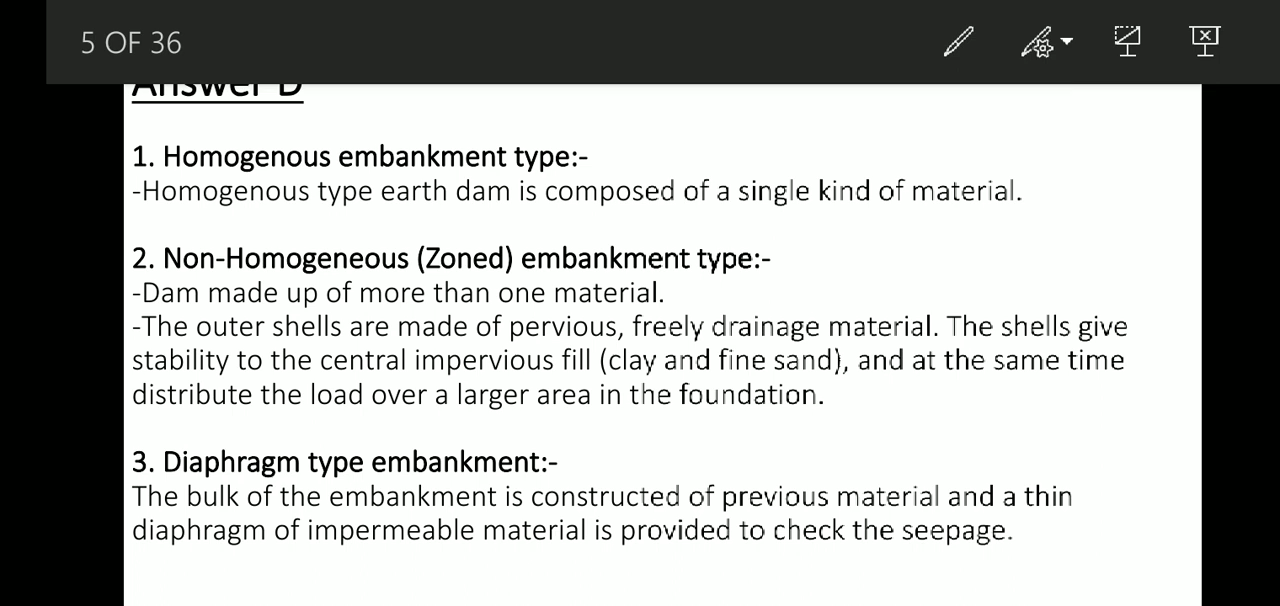 5 OF 36
Answer D
1. Homogenous embankment type:-
-Homogenous type earth dam is composed of a single kind of material.
2. Non-Homogeneous (Zoned) embankment type:-
-Dam made up of more than one material.
-The outer shells are made of pervious, freely drainage material. The shells give
stability to the central impervious fill (clay and fine sand), and at the same time
distribute the load over a larger area in the foundation.
3. Diaphragm type embankment:-
The bulk of the embankment is constructed of previous material and a thin
diaphragm of impermeable material is provided to check the seepage.